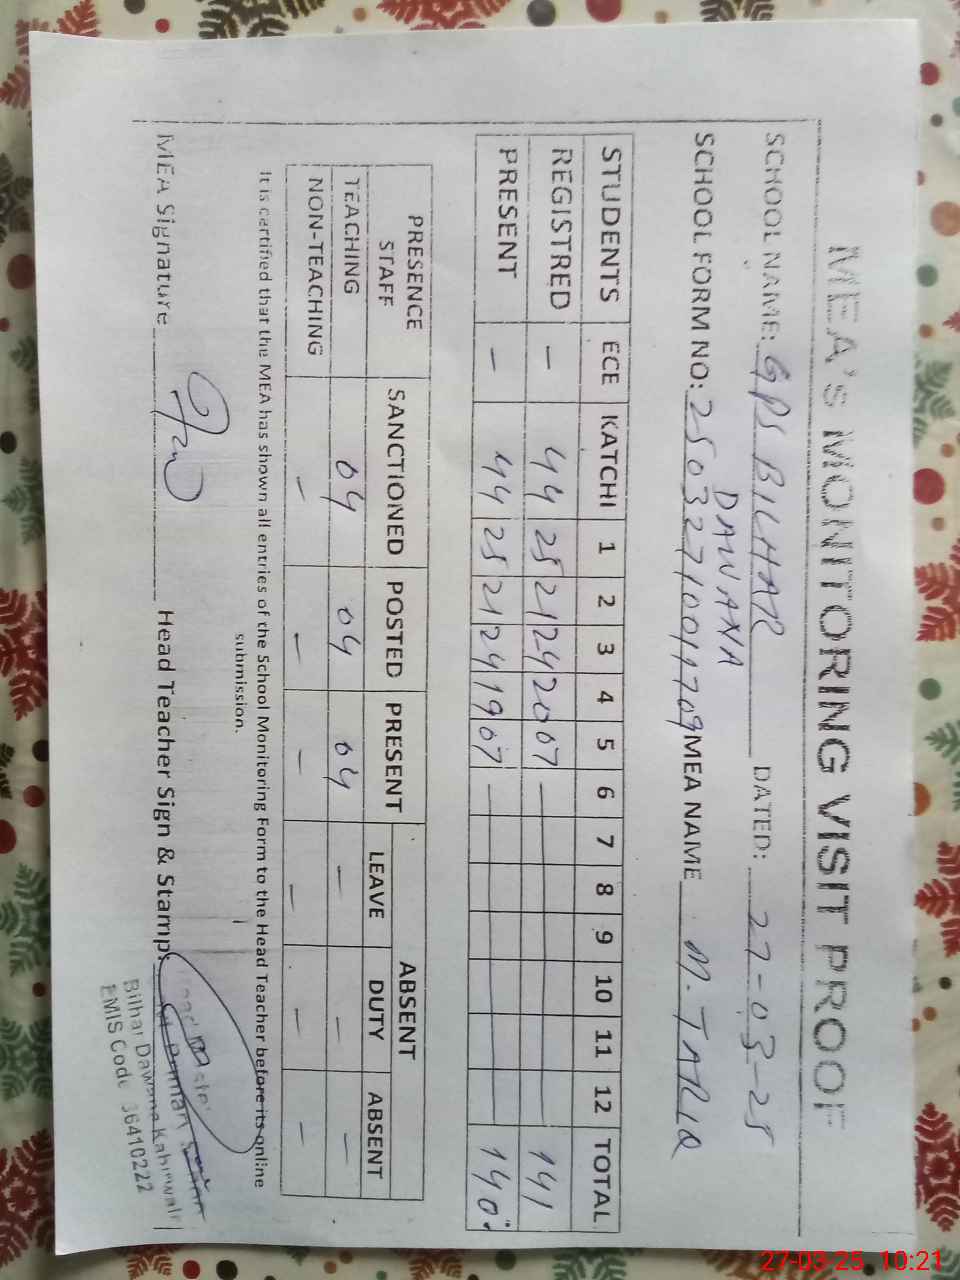 MEA's MONITORING VISIT PROOF
SCHOOL NAME: GPS BILHAR DATED: 27-03-25
DAWANA
SCHOOL FORM NO: 25032710011709 MEA NAME M. TARIQ
STUDENTS ECE KATCHI 1 2 3 4 5 6 7 8 9 10 11 12 TOTAL
REGISTRED - 44 25 21 24 20 07 141
PRESENT - 44 25 21 24 19 07 140
PRESENCE STAFF SANCTIONED POSTED PRESENT ABSENT
LEAVE DUTY ABSENT
TEACHING 04 04 04 - - -
NON-TEACHING - - - - - -
It is certified that the MEA has shown all entries of the School Monitoring Form to the Head Teacher before its online
submission.
MEA Signature Head Teacher Sign & Stamp:
Bilhar Dawana Kabirwala
EMIS Code 36410222
27-03-25 10:21